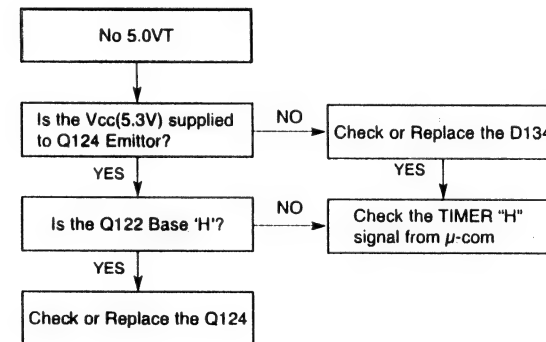 No 5.0VT
Is the Vcc(5.3V) supplied
to Q124 Emittor?
NO
Check or Replace the D134
YES
YES
Is the Q122 Base 'H'?
NO
Check the TIMER "H"
signal from μ-com
YES
Check or Replace the Q124